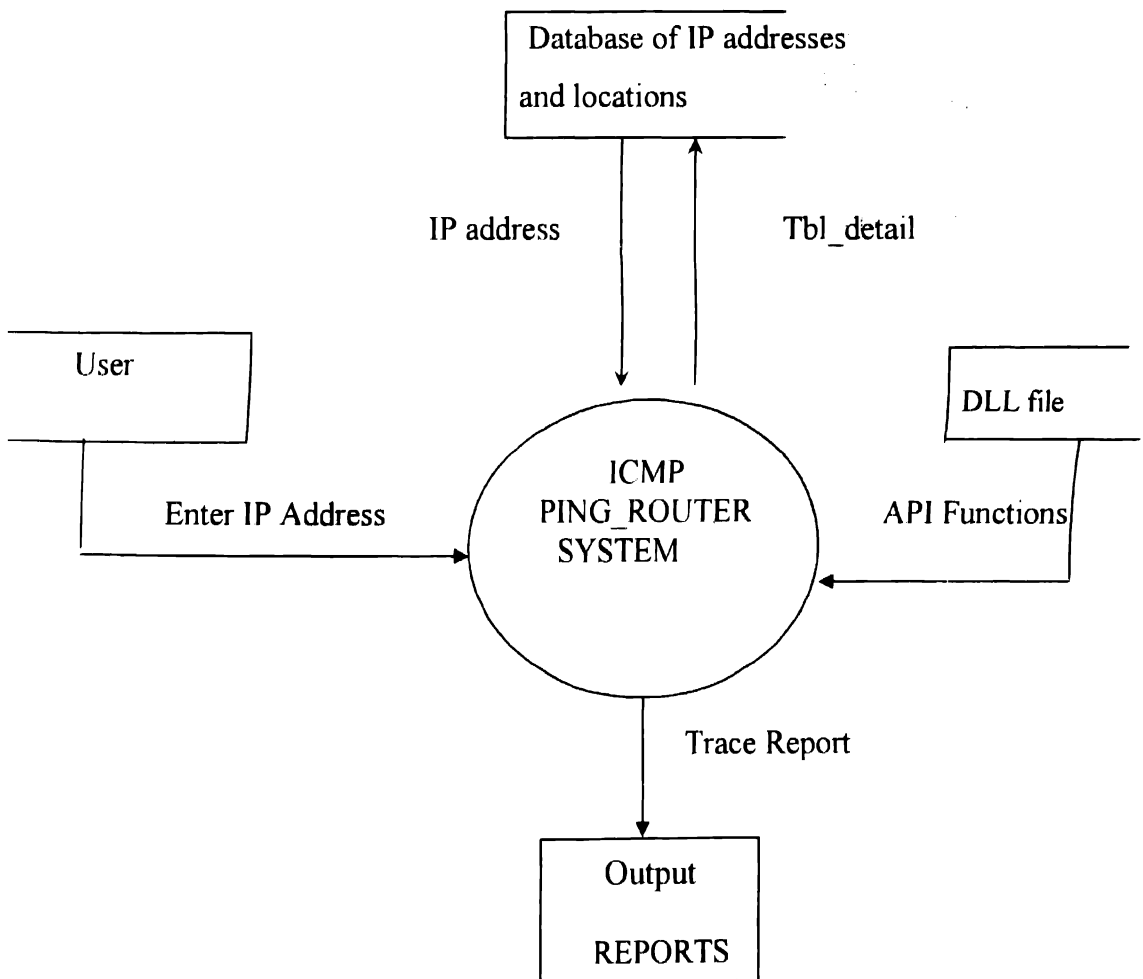 Database of IP addresses
and locations
IP address
Tbl_detail
User
DLL file
ICMP
PING_ROUTER
SYSTEM
Enter IP Address
API Functions
Trace Report
Output
REPORTS